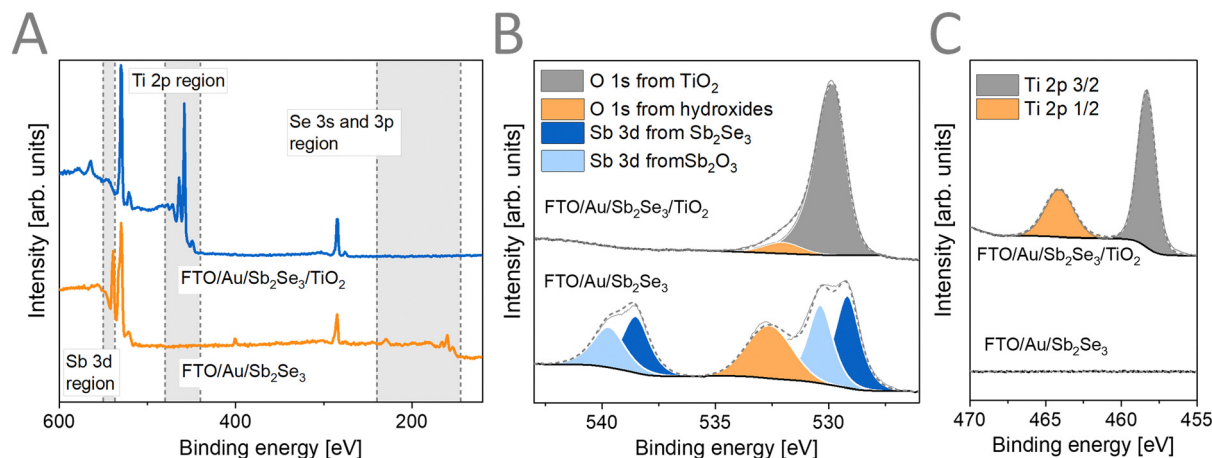 A
Intensity [arb. units]
Ti 2p region
Se 3s and 3p
region
FTO/Au/Sb₂Se₃/TiO₂
Sb 3d
region
FTO/Au/Sb₂Se₃
600
400
200
Binding energy [eV]
B
Intensity [arb. units]
O 1s from TiO₂
O 1s from hydroxides
Sb 3d from Sb₂Se₃
Sb 3d fromSb₂O₃
FTO/Au/Sb₂Se₃/TiO₂
FTO/Au/Sb₂Se₃
540
535
530
Binding energy [eV]
C
Intensity [arb. units]
Ti 2p 3/2
Ti 2p 1/2
FTO/Au/Sb₂Se₃/TiO₂
FTO/Au/Sb₂Se₃
470
465
460
455
Binding energy [eV]